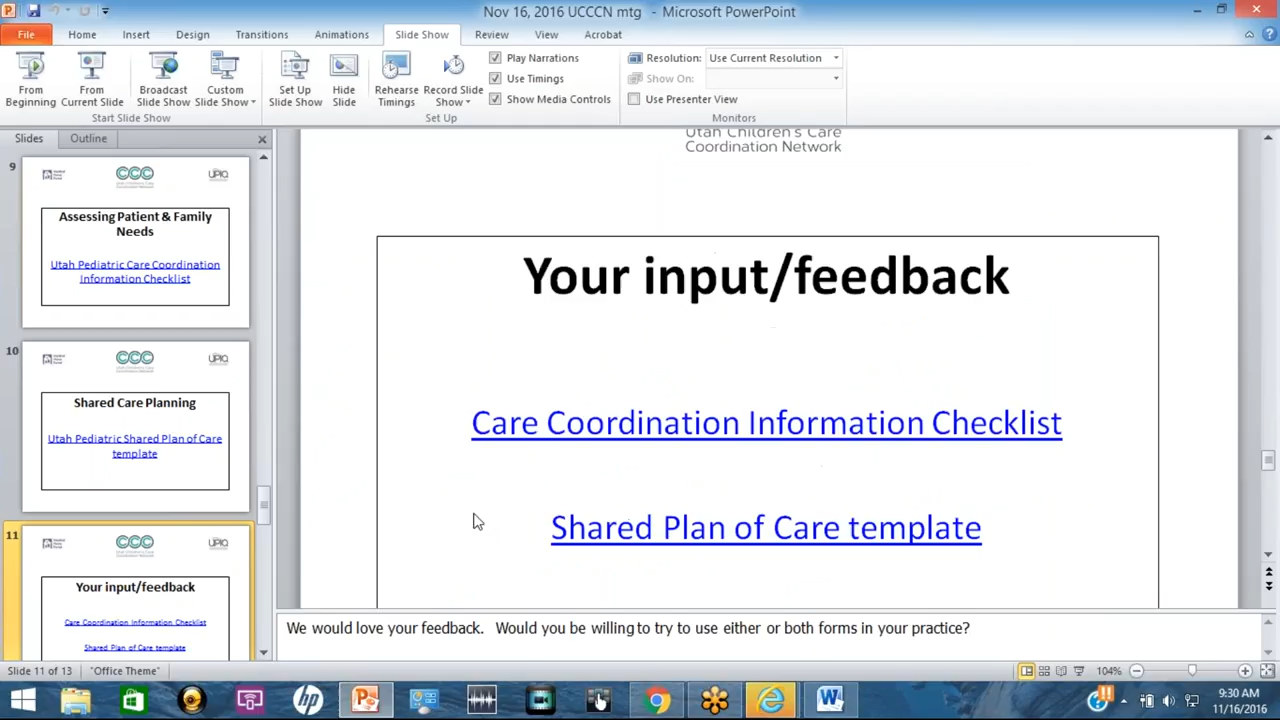 Nov 16, 2016 UCCCN mtg - Microsoft PowerPoint
File Home Insert Design Transitions Animations Slide Show Review View Acrobat
From Beginning
From Current Slide
Broadcast Slide Show
Custom Slide Show
Start Slide Show
Set Up Slide Show
Hide Slide
Rehearse Timings
Record Slide Show
Play Narrations
Use Timings
Show Media Controls
Set Up
Resolution: Use Current Resolution
Show On:
Use Presenter View
Monitors
Slides Outline
9
CCC
UPIQ
Assessing Patient & Family
Needs
Utah Pediatric Care Coordination
Information Checklist
10
CCC
UPIQ
Shared Care Planning
Utah Pediatric Shared Plan of Care
template
11
CCC
UPIQ
Your input/feedback
Care Coordination Information Checklist
Shared Plan of Care template
Utah Children's Care
Coordination Network
Your input/feedback
Care Coordination Information Checklist
Shared Plan of Care template
We would love your feedback. Would you be willing to try to use either or both forms in your practice?
Slide 11 of 13 "Office Theme" 104%
9:30 AM
11/16/2016